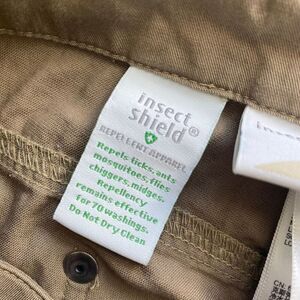 insect
shield®
REPELLENT APPAREL
Repels ticks, ants
mosquitoes, flies
chiggers, midges.
Repellency
remains effective
for 70 washings.
Do Not Dry Clean
inse